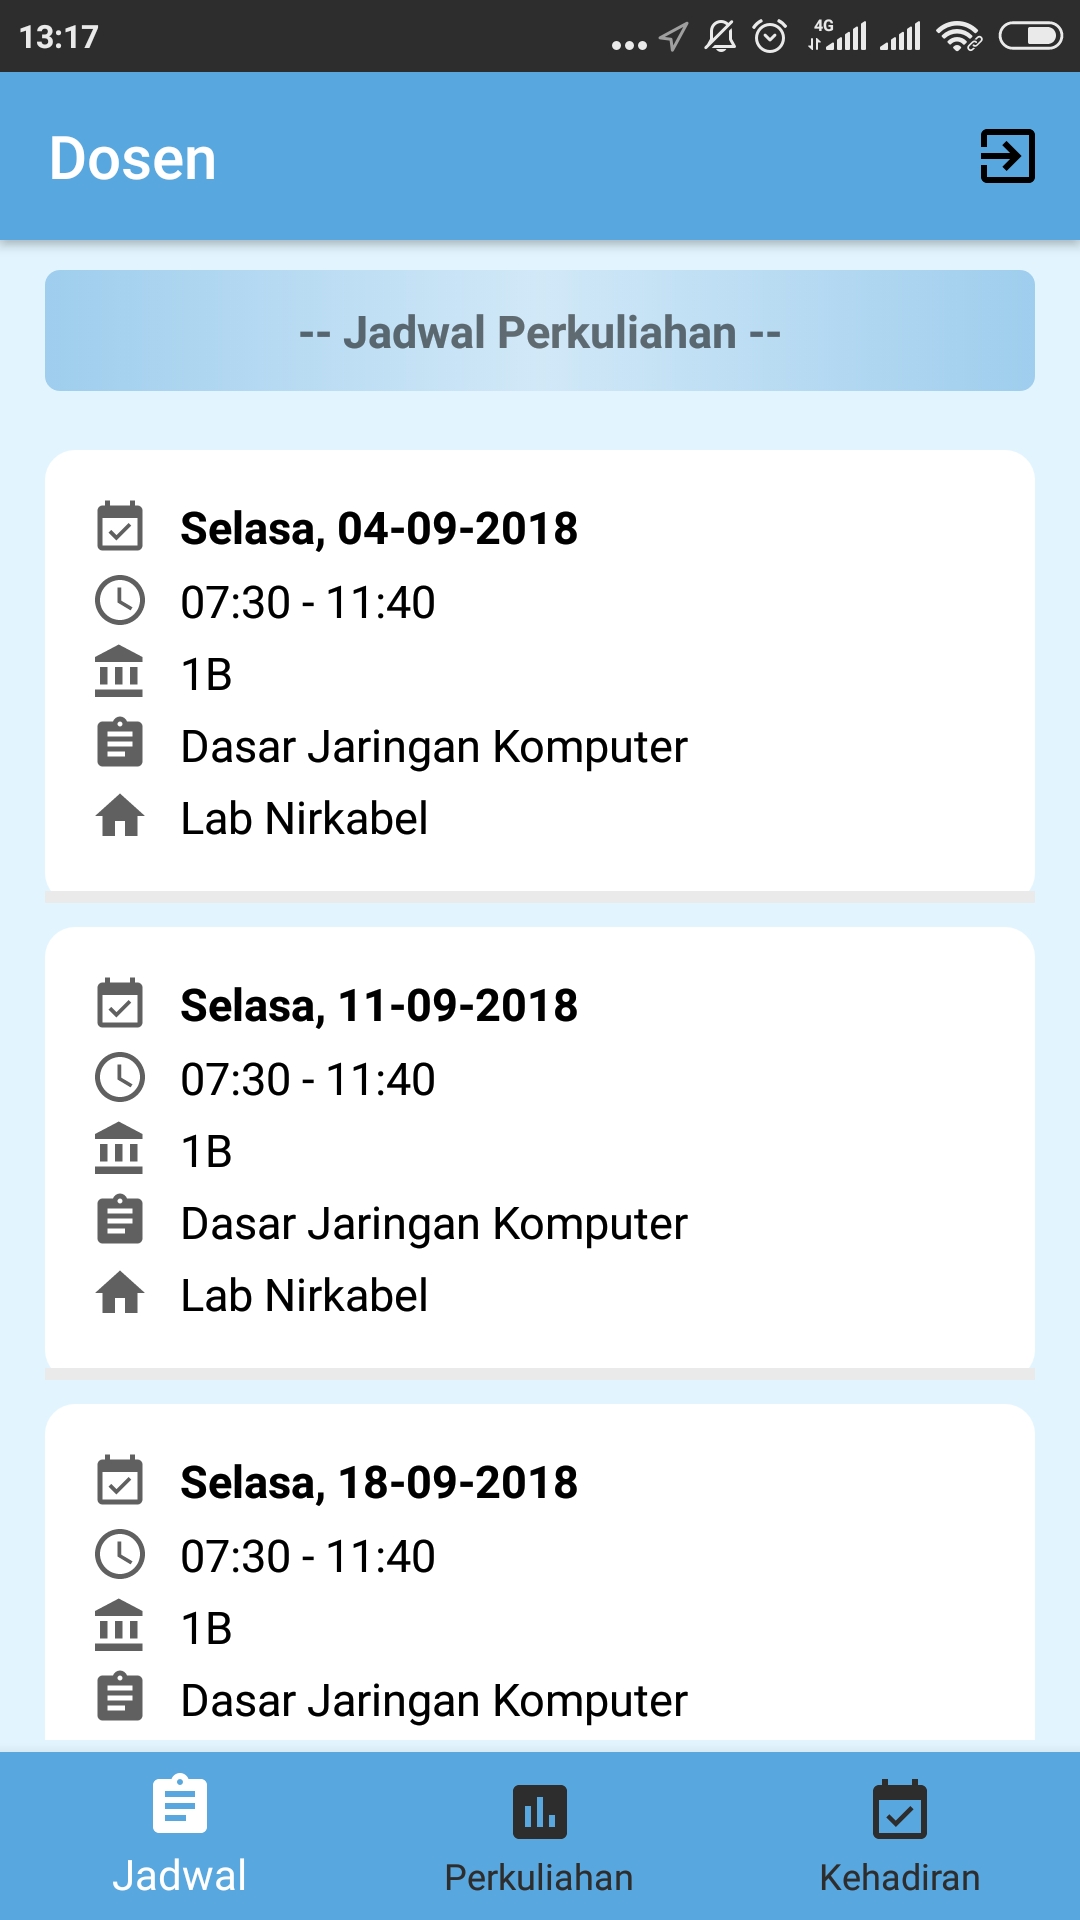 13:17
4G
Dosen
-- Jadwal Perkuliahan --
Selasa, 04-09-2018
07:30 - 11:40
1B
Dasar Jaringan Komputer
Lab Nirkabel
Selasa, 11-09-2018
07:30 - 11:40
1B
Dasar Jaringan Komputer
Lab Nirkabel
Selasa, 18-09-2018
07:30 - 11:40
1B
Dasar Jaringan Komputer
Jadwal
Perkuliahan
Kehadiran